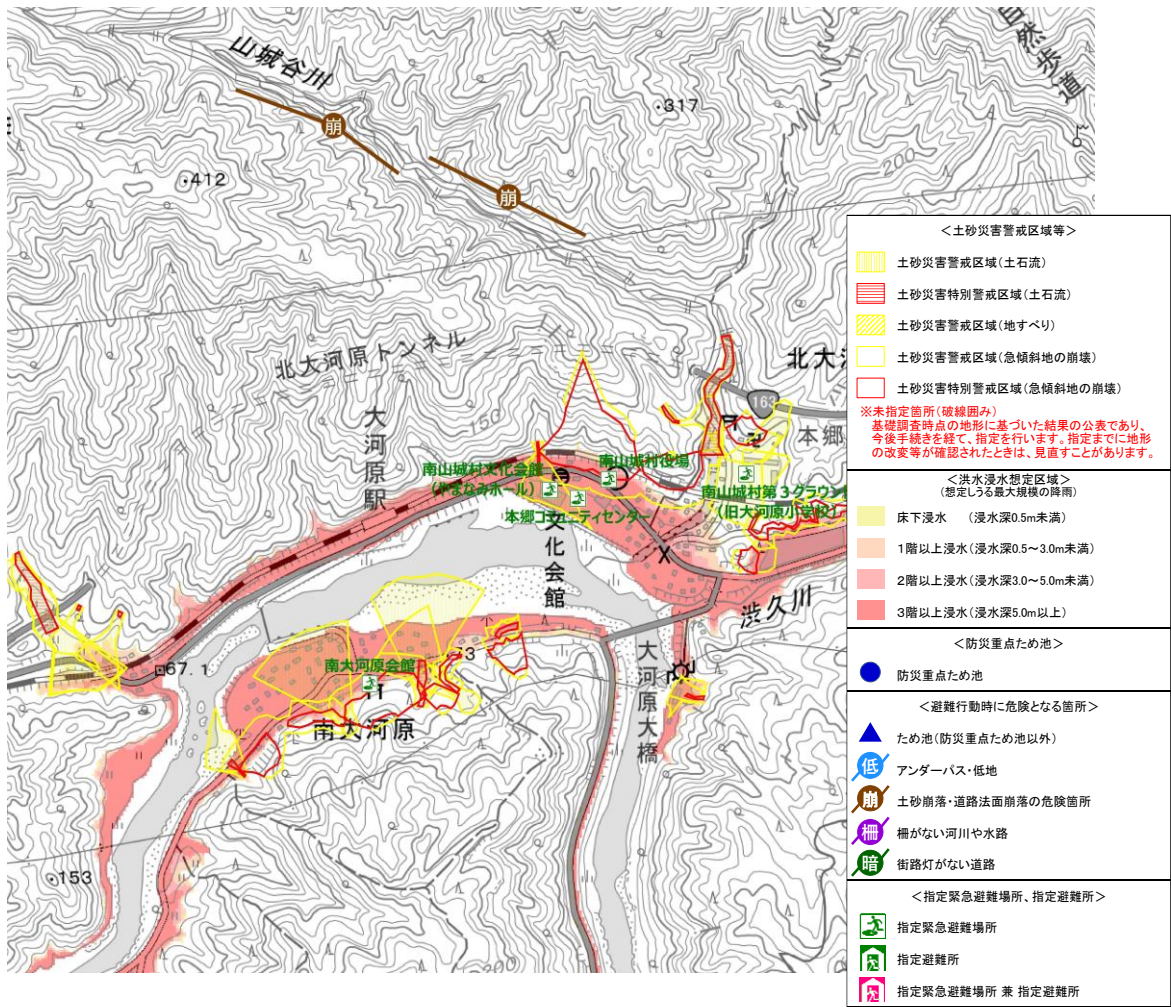 山城谷川
自然歩道
崩
・317
崩
・412
200
北大河原トンネル
北大
163
大河原駅
150
本郷
南山城村文化会館
(やまなみホール)
南山城村役場
本郷コミュニティセンター
南山城村第3グラウン
(旧大河原小学校)
文化会館
渋久川
67.1
南大河原会館
南大河原
大河原大橋
・153
200
<土砂災害警戒区域等>
土砂災害警戒区域(土石流)
土砂災害特別警戒区域(土石流)
土砂災害警戒区域(地すべり)
土砂災害警戒区域(急傾斜地の崩壊)
土砂災害特別警戒区域(急傾斜地の崩壊)
※未指定箇所(破線囲み)
基礎調査時点の地形に基づいた結果の公表であり、
今後手続きを経て、指定を行います。指定までに地形
の改変等が確認されたときは、見直すことがあります。
<洪水浸水想定区域>
(想定しうる最大規模の降雨)
床下浸水 (浸水深0.5m未満)
1階以上浸水(浸水深0.5~3.0m未満)
2階以上浸水(浸水深3.0~5.0m未満)
3階以上浸水(浸水深5.0m以上)
<防災重点ため池>
防災重点ため池
<避難行動時に危険となる箇所>
ため池(防災重点ため池以外)
低 アンダーパス・低地
崩 土砂崩落・道路法面崩落の危険箇所
柵 柵がない河川や水路
暗 街路灯がない道路
<指定緊急避難場所、指定避難所>
指定緊急避難場所
指定避難所
指定緊急避難場所 兼 指定避難所